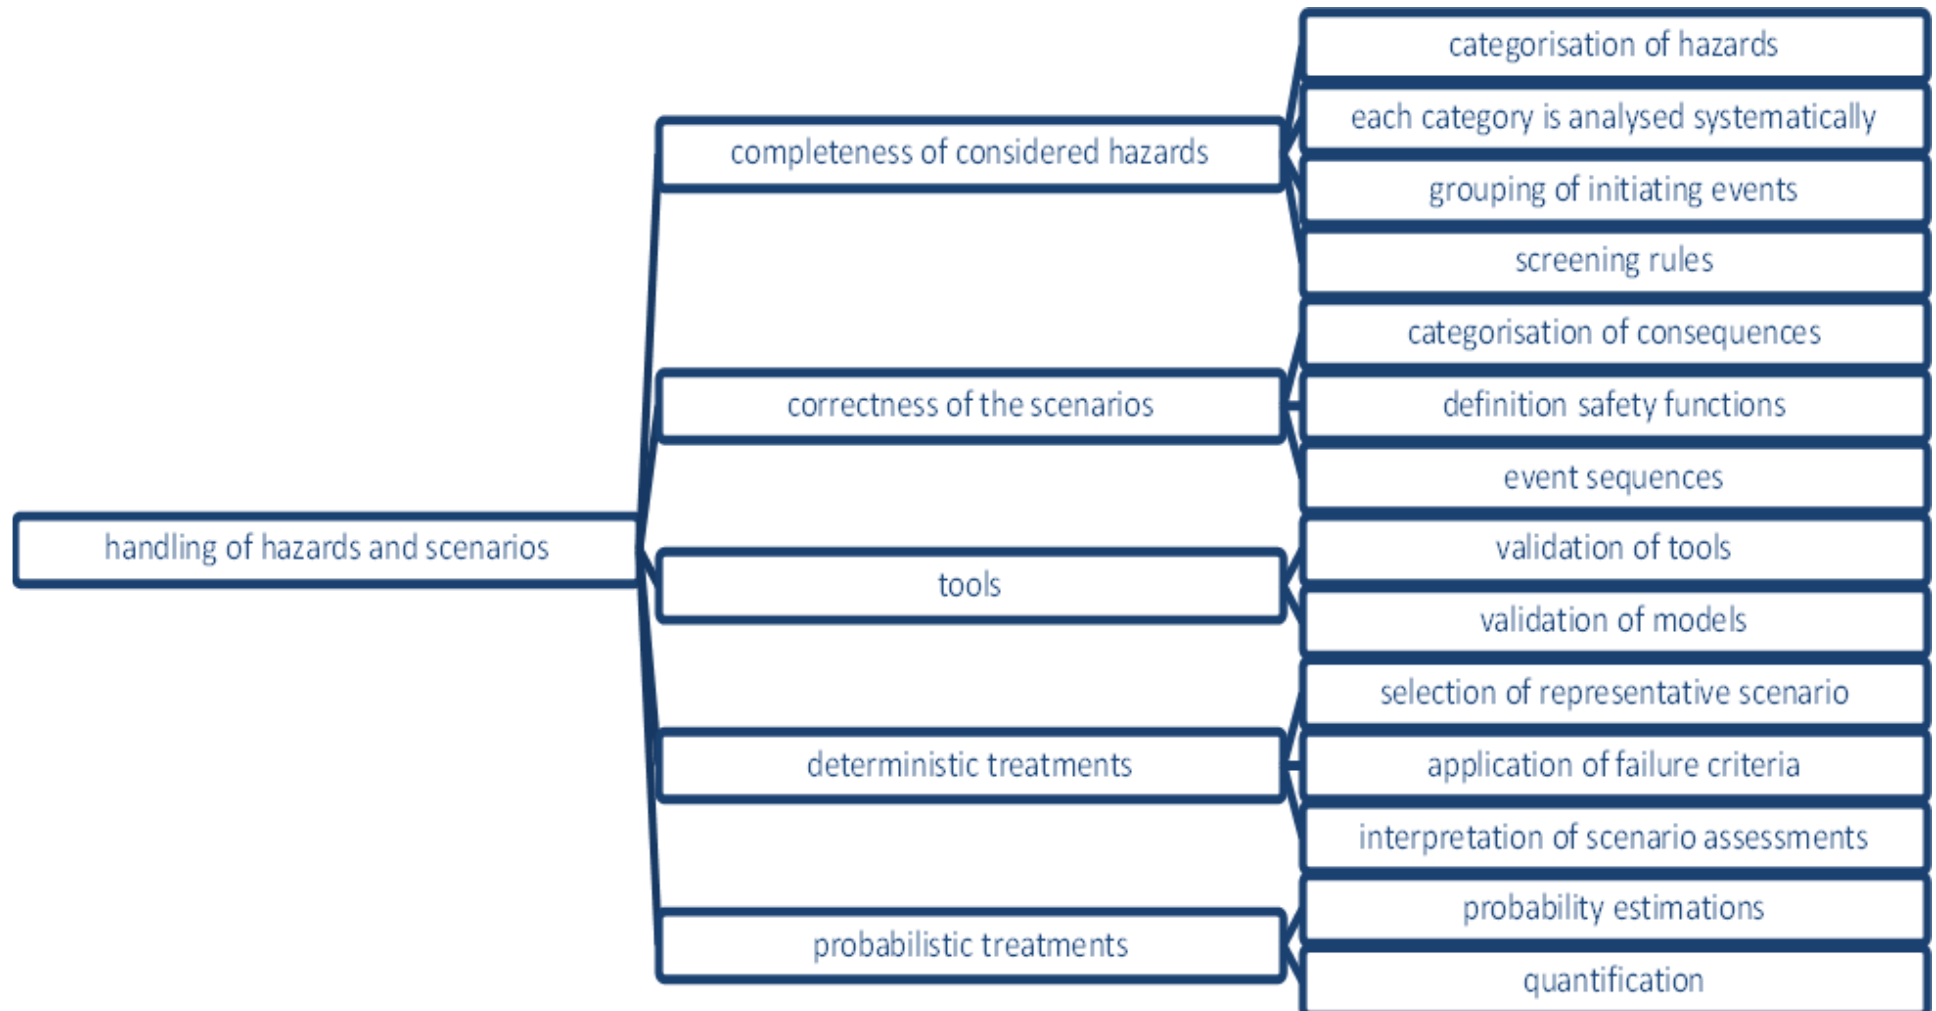 handling of hazards and scenarios
completeness of considered hazards
categorisation of hazards
each category is analysed systematically
grouping of initiating events
screening rules
correctness of the scenarios
categorisation of consequences
definition safety functions
event sequences
tools
validation of tools
validation of models
deterministic treatments
selection of representative scenario
application of failure criteria
interpretation of scenario assessments
probabilistic treatments
probability estimations
quantification